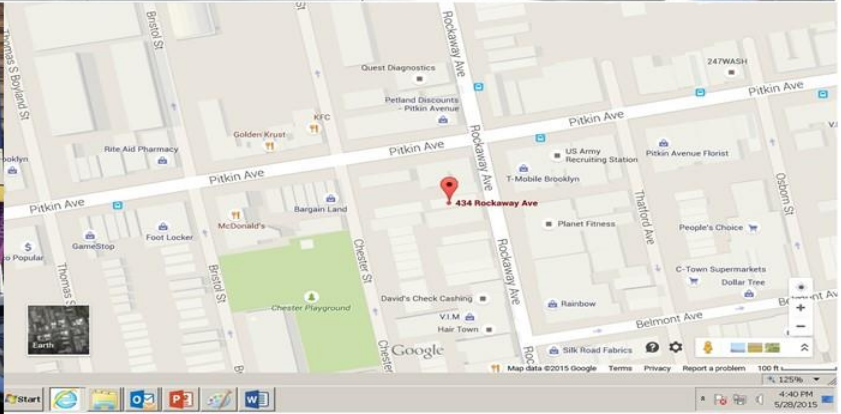 Thomas S Boyland St
Bristol St
St
Rockaway Ave
247WASH
Quest Diagnostics
Petland Discounts
- Pitkin Avenue
Pitkin Ave
KFC
Golden Krust
Pitkin Ave
Rite Aid Pharmacy
Pitkin Ave
Rockaway Ave
US Army
Recruiting Station
Pitkin Avenue Florist
T-Mobile Brooklyn
Pitkin Ave
434 Rockaway Ave
Bargain Land
McDonald's
Foot Locker
GameStop
$
Popular
Planet Fitness
Thatford Ave
Osborn St
People's Choice
Thomas S
Bristol St
Chester St
Rockaway Ave
C-Town Supermarkets
Dollar Tree
Chester Playground
David's Check Cashing
Rainbow
V.I.M
Hair Town
Belmont Ave
Earth
Google
Silk Road Fabrics
Map data ©2015 Google Terms Privacy Report a problem 100 ft
125%
Start
4:40 PM
5/28/2015